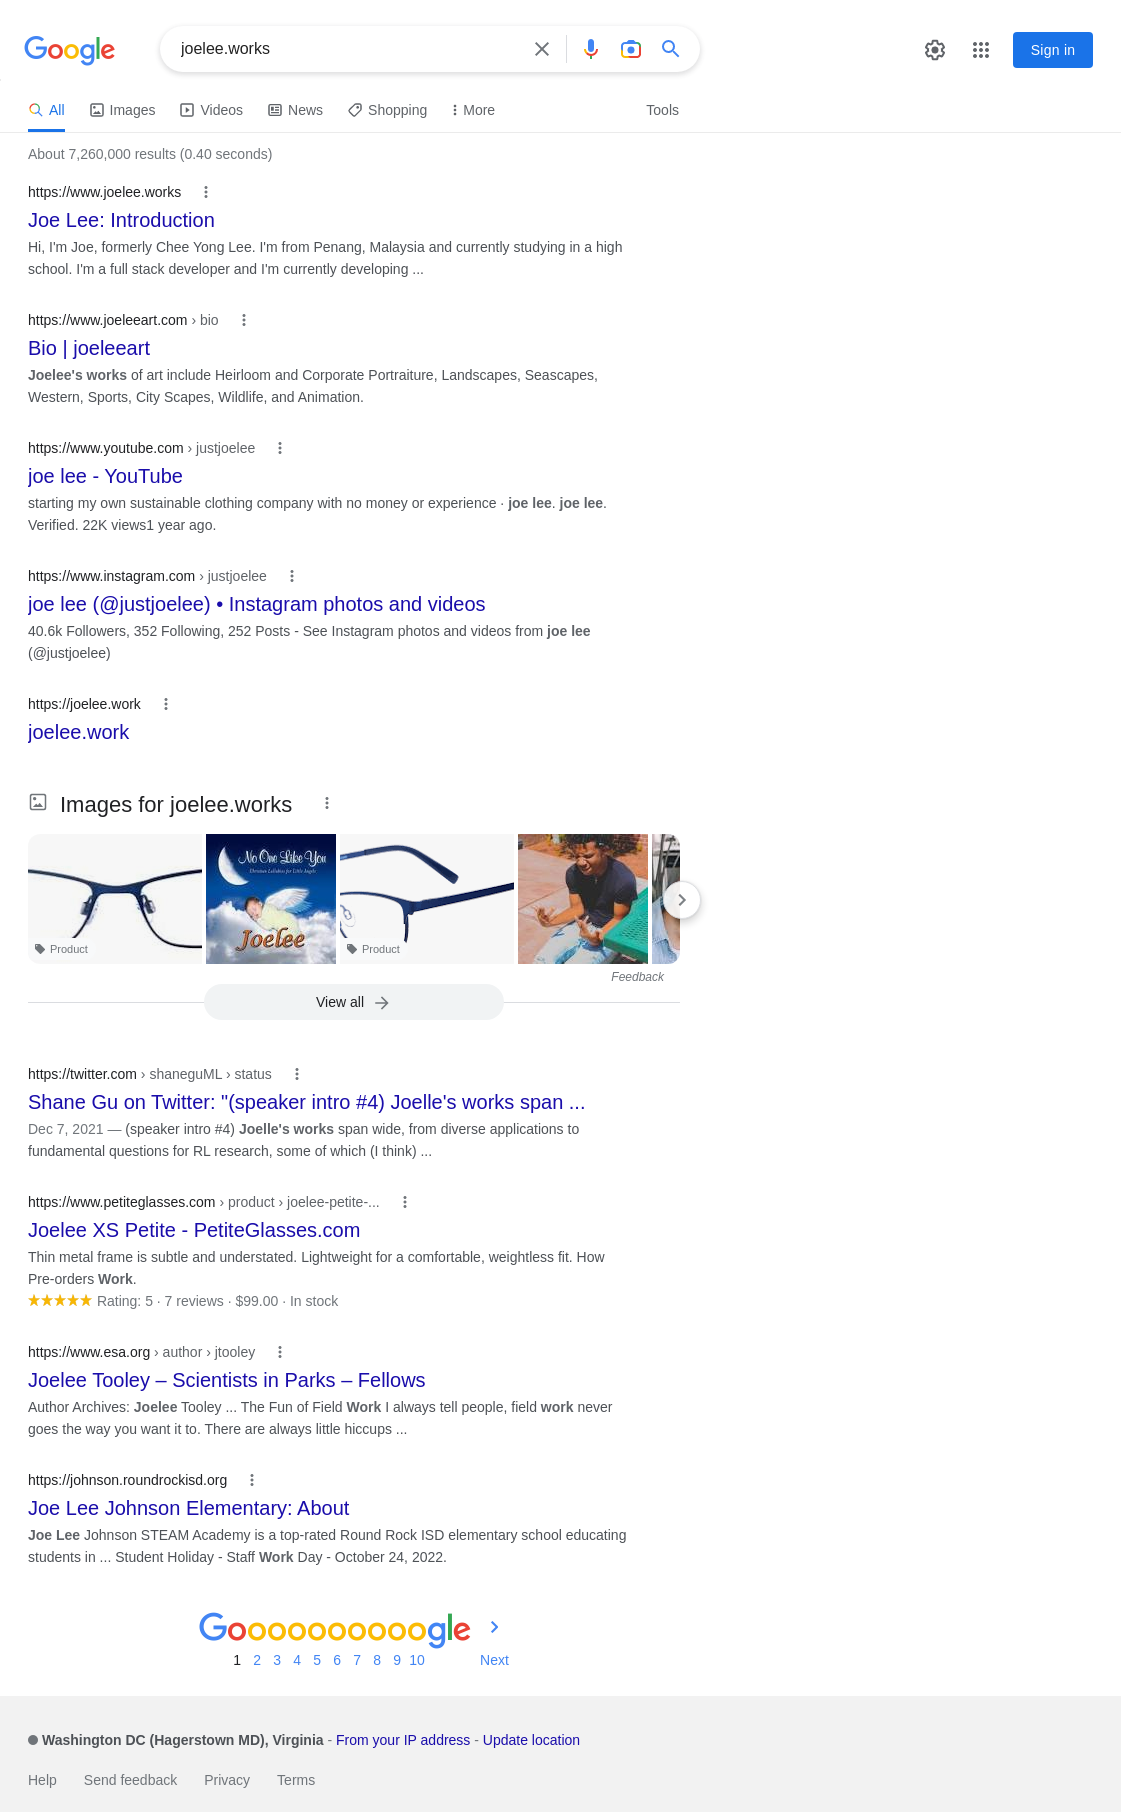 Google
joelee.works
Sign in
All Images Videos News Shopping More Tools
About 7,260,000 results (0.40 seconds)
https://www.joelee.works
Joe Lee: Introduction
Hi, I'm Joe, formerly Chee Yong Lee. I'm from Penang, Malaysia and currently studying in a high
school. I'm a full stack developer and I'm currently developing ...
https://www.joeleeart.com › bio
Bio | joeleeart
Joelee's works of art include Heirloom and Corporate Portraiture, Landscapes, Seascapes,
Western, Sports, City Scapes, Wildlife, and Animation.
https://www.youtube.com › justjoelee
joe lee - YouTube
starting my own sustainable clothing company with no money or experience · joe lee. joe lee.
Verified. 22K views1 year ago.
https://www.instagram.com › justjoelee
joe lee (@justjoelee) • Instagram photos and videos
40.6k Followers, 352 Following, 252 Posts - See Instagram photos and videos from joe lee
(@justjoelee)
https://joelee.work
joelee.work
Images for joelee.works
No One Like You
Christian Lullabies for Little Angels
Joelee
Product
Product
Feedback
View all
https://twitter.com › shaneguML › status
Shane Gu on Twitter: "(speaker intro #4) Joelle's works span ...
Dec 7, 2021 — (speaker intro #4) Joelle's works span wide, from diverse applications to
fundamental questions for RL research, some of which (I think) ...
https://www.petiteglasses.com › product › joelee-petite-...
Joelee XS Petite - PetiteGlasses.com
Thin metal frame is subtle and understated. Lightweight for a comfortable, weightless fit. How
Pre-orders Work.
Rating: 5 · 7 reviews · $99.00 · In stock
https://www.esa.org › author › jtooley
Joelee Tooley – Scientists in Parks – Fellows
Author Archives: Joelee Tooley ... The Fun of Field Work I always tell people, field work never
goes the way you want it to. There are always little hiccups ...
https://johnson.roundrockisd.org
Joe Lee Johnson Elementary: About
Joe Lee Johnson STEAM Academy is a top-rated Round Rock ISD elementary school educating
students in ... Student Holiday - Staff Work Day - October 24, 2022.
Goooooooooogle
1 2 3 4 5 6 7 8 9 10 Next
Washington DC (Hagerstown MD), Virginia - From your IP address - Update location
Help Send feedback Privacy Terms